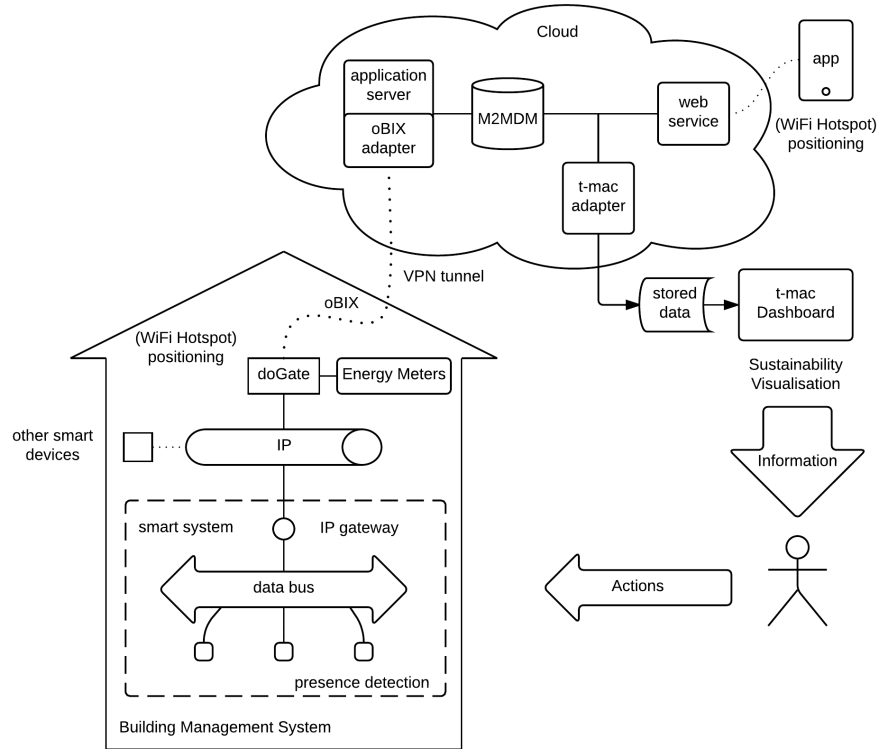 Cloud
application
server
oBIX
adapter
M2MDM
web
service
app
(WiFi Hotspot)
positioning
t-mac
adapter
VPN tunnel
stored
data
t-mac
Dashboard
oBIX
(WiFi Hotspot)
positioning
doGate
Energy Meters
Sustainability
Visualisation
other smart
devices
IP
Information
smart system
IP gateway
data bus
Actions
presence detection
Building Management System